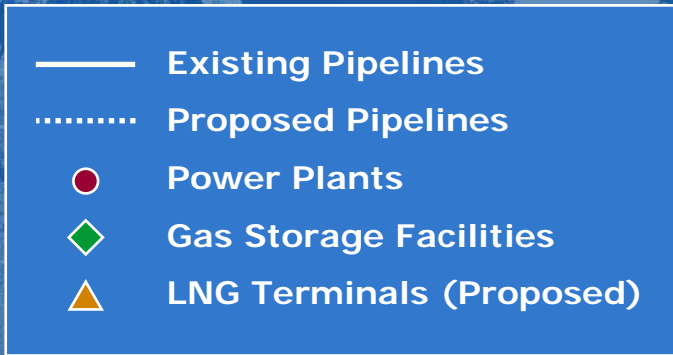 Existing Pipelines
Proposed Pipelines
Power Plants
Gas Storage Facilities
LNG Terminals (Proposed)